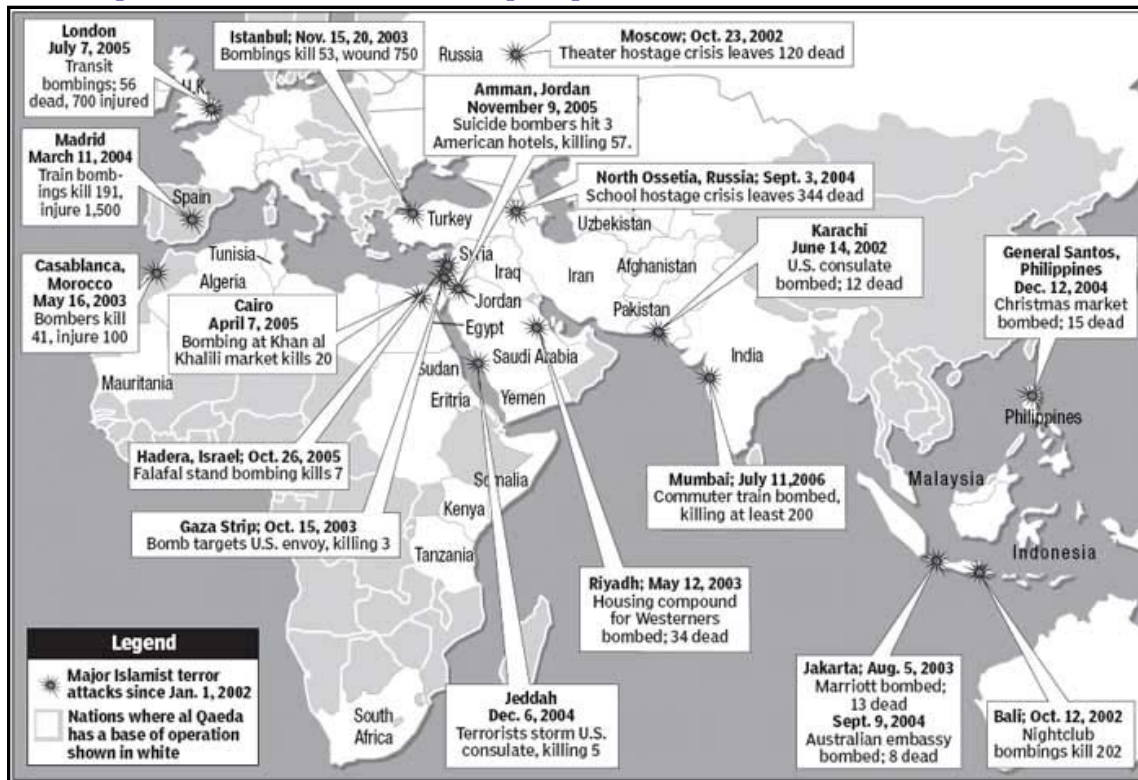 London
July 7, 2005
Transit
bombings; 56
dead, 700 injured
U.K.
Istanbul; Nov. 15, 20, 2003
Bombings kill 53, wound 750
Russia
Moscow; Oct. 23, 2002
Theater hostage crisis leaves 120 dead
Amman, Jordan
November 9, 2005
Suicide bombers hit 3
American hotels, killing 57.
Madrid
March 11, 2004
Train bomb-
ings kill 191,
injure 1,500
Spain
North Ossetia, Russia; Sept. 3, 2004
School hostage crisis leaves 344 dead
Turkey
Uzbekistan
Karachi
June 14, 2002
U.S. consulate
bombed; 12 dead
General Santos,
Philippines
Dec. 12, 2004
Christmas market
bombed; 15 dead
Casablanca,
Morocco
May 16, 2003
Bombers kill
41, injure 100
Tunisia
Algeria
Syria
Iraq
Iran
Afghanistan
Jordan
Pakistan
Cairo
April 7, 2005
Bombing at Khan al
Khalili market kills 20
Egypt
Saudi Arabia
India
Mauritania
Sudan
Eritria
Yemen
Philippines
Hadera, Israel; Oct. 26, 2005
Falafal stand bombing kills 7
Somalia
Mumbai; July 11,2006
Commuter train bombed,
killing at least 200
Malaysia
Kenya
Gaza Strip; Oct. 15, 2003
Bomb targets U.S. envoy, killing 3
Tanzania
Indonesia
Riyadh; May 12, 2003
Housing compound
for Westerners
bombed; 34 dead
Legend
Major Islamist terror
attacks since Jan. 1, 2002
Nations where al Qaeda
has a base of operation
shown in white
South
Africa
Jeddah
Dec. 6, 2004
Terrorists storm U.S.
consulate, killing 5
Jakarta; Aug. 5, 2003
Marriott bombed;
13 dead
Sept. 9, 2004
Australian embassy
bombed; 8 dead
Bali; Oct. 12, 2002
Nightclub
bombings kill 202